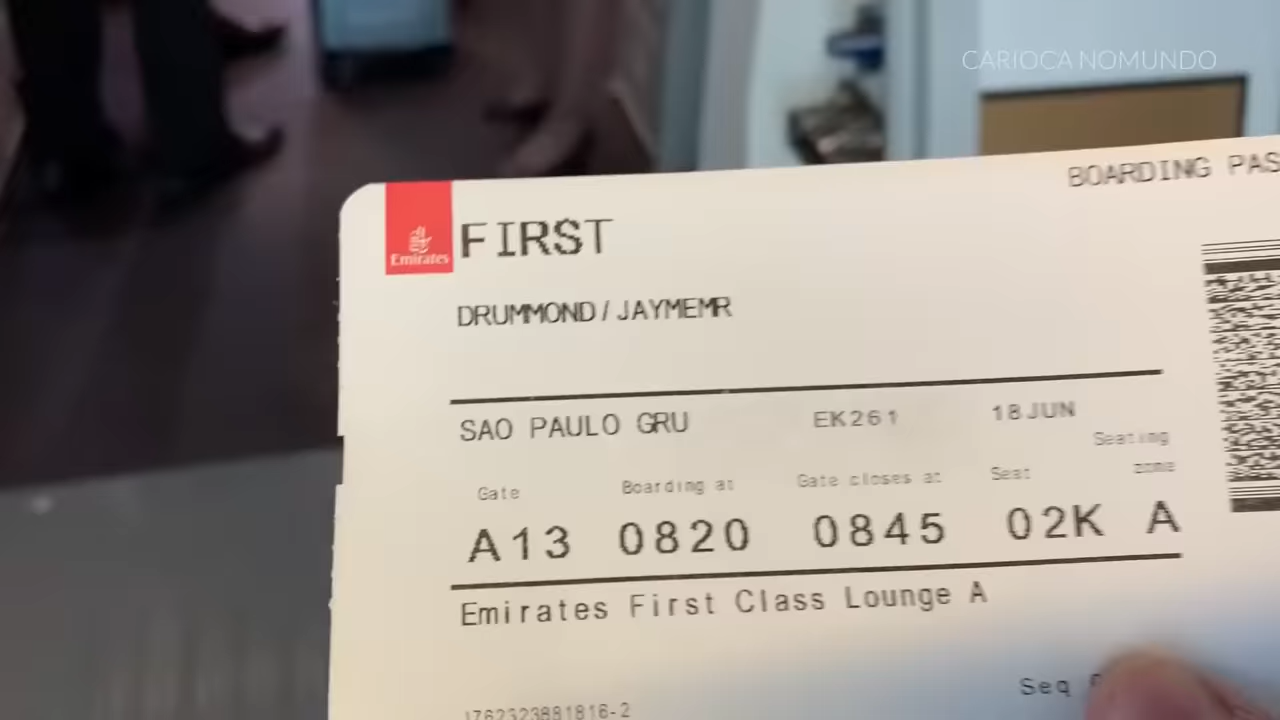 CARIOCA NOMUNDO
BOARDING PAS
Emirates
FIRST
DRUMMOND/JAYMEMR
SAO PAULO GRU EK261 18JUN
Gate Boarding at Gate closes at Seat Seating zone
A13 0820 0845 02K A
Emirates First Class Lounge A
Seq
1762323881816-2